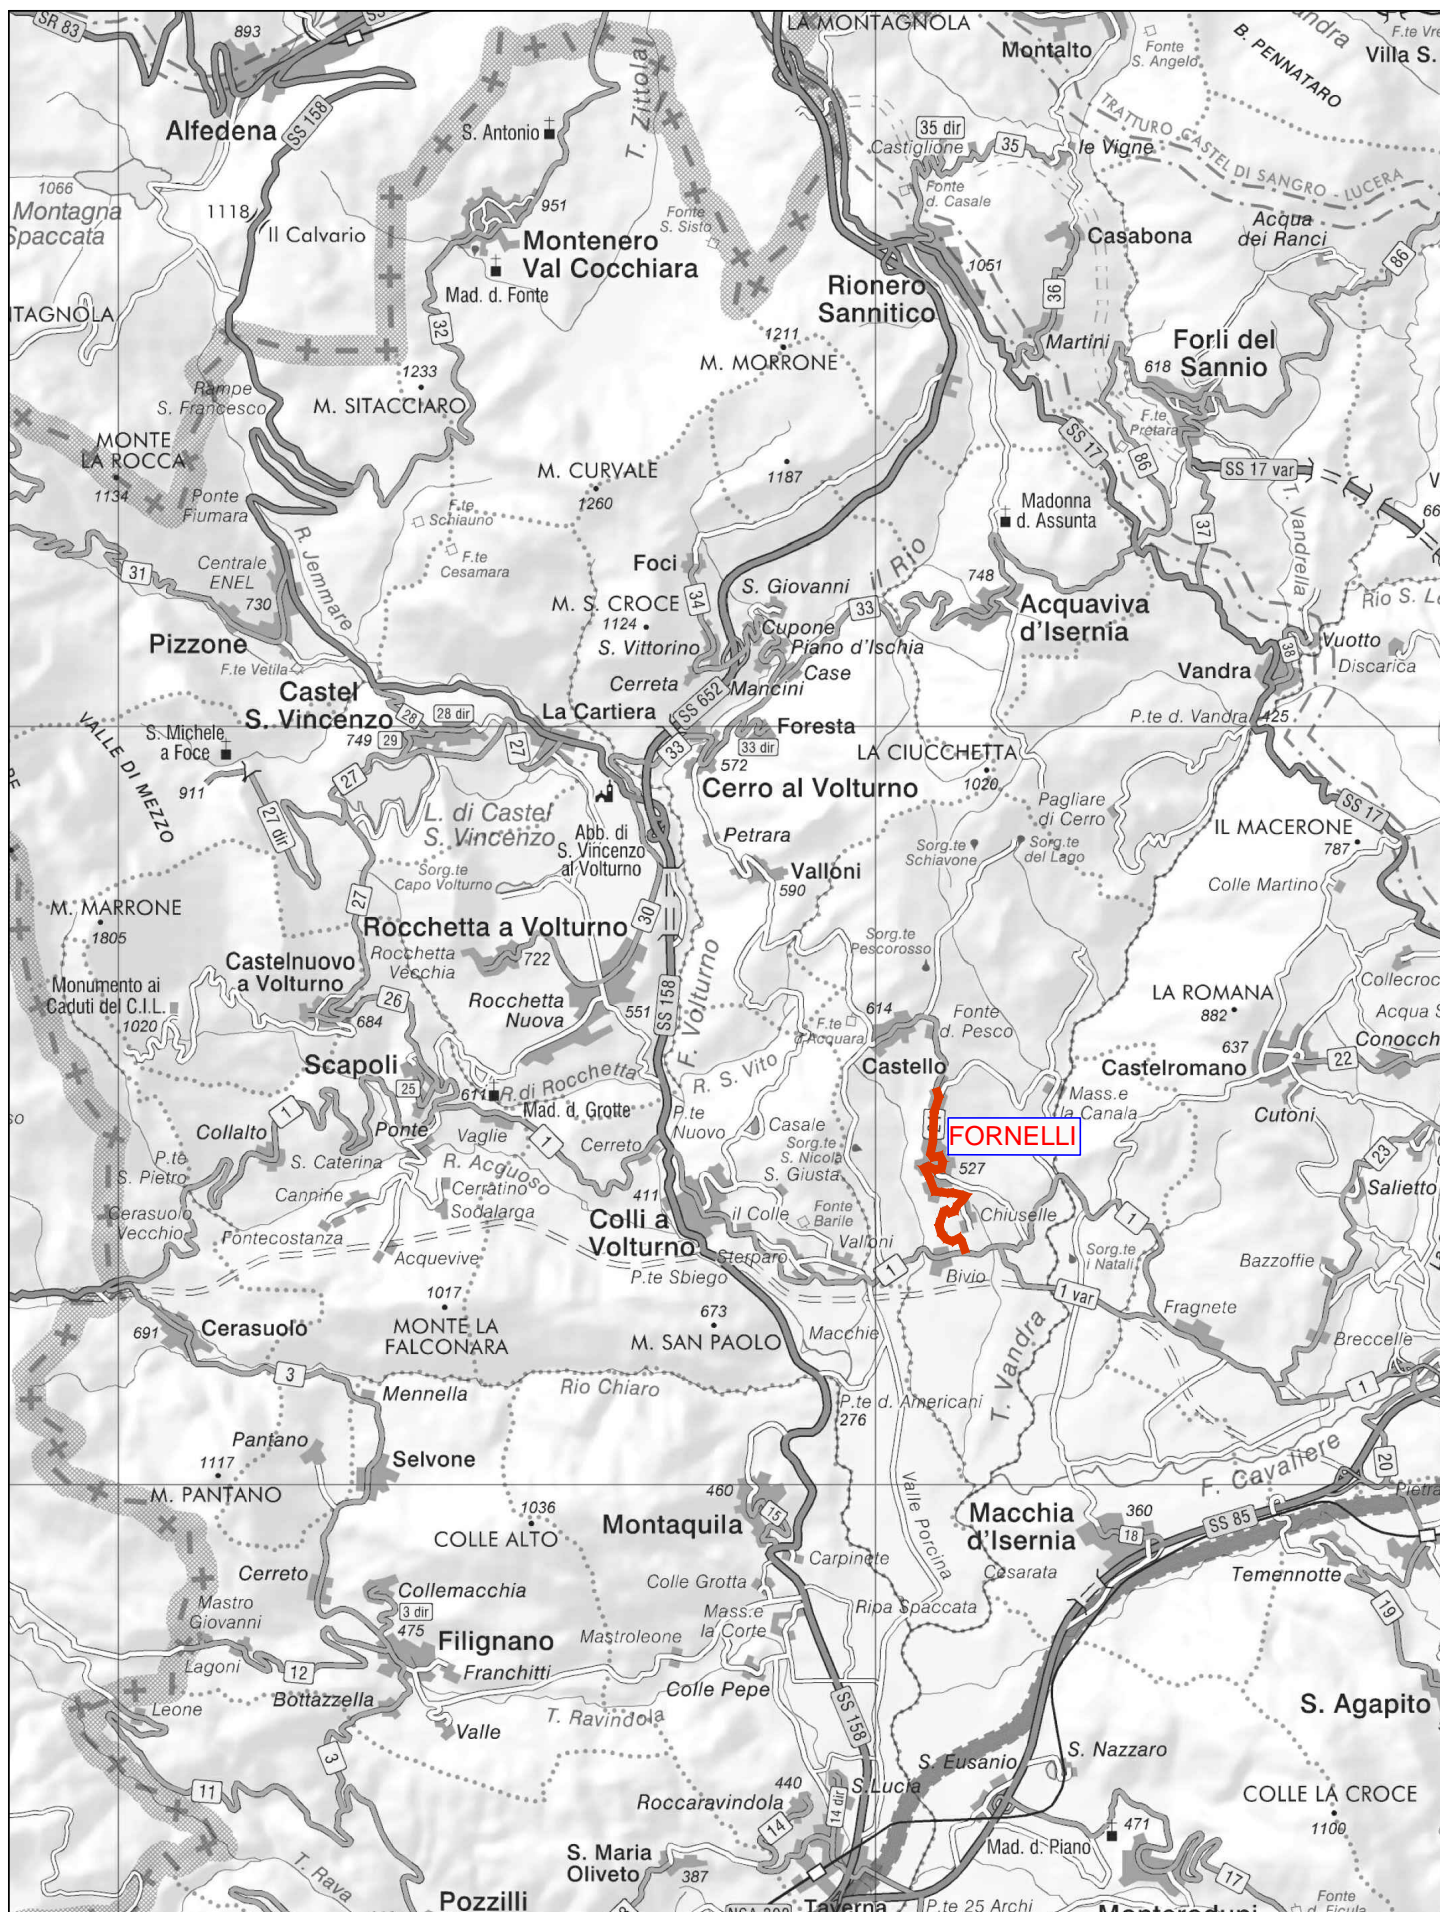 SR 83
893
LA MONTAGNOLA
Montalto
Fonte
S. Angelo
B. PENNATARO
F.te Vre
Villa S.
Alfedena
SS 158
S. Antonio
T. Zittola
35 dir
Castiglione
35
le Vigne
TRATTURO CASTEL DI SANGRO - LUCERA
1066
Montagna
Spaccata
1118
Il Calvario
951
Fonte
S. Sisto
Fonte
d. Casale
Casabona
Acqua
dei Ranci
86
Montenero
Val Cocchiara
Mad. d. Fonte
1051
Rionero
Sannitico
36
ITAGNOLA
32
1211
M. MORRONE
Martini
Forlì del
Sannio
618
1233
M. SITACCIARO
Rampe
S. Francesco
F.te
Pretara
MONTE
LA ROCCA
1134
SS 17
86
SS 17 var
M. CURVALE
1260
1187
Ponte
Fiumara
F.te
Schiauno
Madonna
d. Assunta
37
T. Vandrella
66
R. Jemmare
F.te
Cesamara
31
Centrale
ENEL
730
Foci
34
S. Giovanni
il Rio
33
748
M. S. CROCE
1124
Cupone
Acquaviva
d'Isernia
Rio S. Le
Pizzone
F.te Vetila
S. Vittorino
Piano d'Ischia
Case
Vuotto
38
Discarica
Cerreta
Mancini
Vandra
Castel
S. Vincenzo
28
28 dir
La Cartiera
SS 652
749
29
27
Foresta
33
33 dir
P.te d. Vandra
425
VALLE DI MEZZO
S. Michele
a Foce
911
27
572
LA CIUCCHETTA
1020
Cerro al Volturno
27 dir
L. di Castel
S. Vincenzo
Pagliare
di Cerro
SS 17
Abb. di
S. Vincenzo
al Volturno
Petrara
IL MACERONE
787
Sorg.te
Capo Volturno
Valloni
590
Sorg.te
Schiavone
Sorg.te
del Lago
Colle Martino
27
M. MARRONE
1805
Rocchetta a Volturno
30
Rocchetta
Vecchia
722
Sorg.te
Pescorosso
Castelnuovo
a Volturno
Monumento ai
Caduti del C.I.L.
1020
26
684
Rocchetta
Nuova
551
SS 158
F. Volturno
614
F.te
d'Acquara
Fonte
d. Pesco
LA ROMANA
882
Collecroc
Acqua S
Scapoli
25
611
R. di Rocchetta
R. S. Vito
Castello
637
Castelromano
22
Conocch
Mad. d. Grotte
Mass.e
la Canala
Cutoni
1
Collalto
Ponte
Vaglie
1
Cerreto
P.te
Nuovo
Casale
FORNELLI
527
P.te
S. Pietro
S. Caterina
R. Acquoso
Sorg.te
S. Nicola
S. Giusta
23
Salietto
Cannine
Cerratino
Sodalarga
411
Cerasuolo
Vecchio
Fontecostanza
Acquevive
Colli a
Volturno
il Colle
Fonte
Barile
Chiuselle
1
Sterparo
Valloni
P.te Sbiego
1
Bivio
Sorg.te
i Natali
Bazzoffie
1 var
1017
MONTE LA
FALCONARA
673
M. SAN PAOLO
Macchie
Fragnete
691
Cerasuolo
Breccelle
3
Mennella
Rio Chiaro
P.te d. Americani
276
T. Vandra
1
Pantano
1117
M. PANTANO
Selvone
F. Cavaliere
20
Pietra
460
15
Montaquila
Valle Porcina
1036
COLLE ALTO
Macchia
d'Isernia
360
18
SS 85
Carpinete
Cesarata
Temennotte
Cerreto
Collemacchia
3 dir
475
Colle Grotta
Mastro
Giovanni
Mass.e
la Corte
Ripa Spaccata
19
Filignano
Mastroleone
Lagoni
12
Franchitti
Colle Pepe
Bottazzella
Leone
Valle
T. Ravindola
SS 158
S. Agapito
3
11
S. Eusanio
S. Nazzaro
440
Roccaravindola
S. Lucia
14 dir
COLLE LA CROCE
1100
14
Mad. d. Piano
471
S. Maria
Oliveto
387
17
T. Rava
Pozzilli
Taverna
P.te 25 Archi
Monteroduni
Fonte
d. Ficula